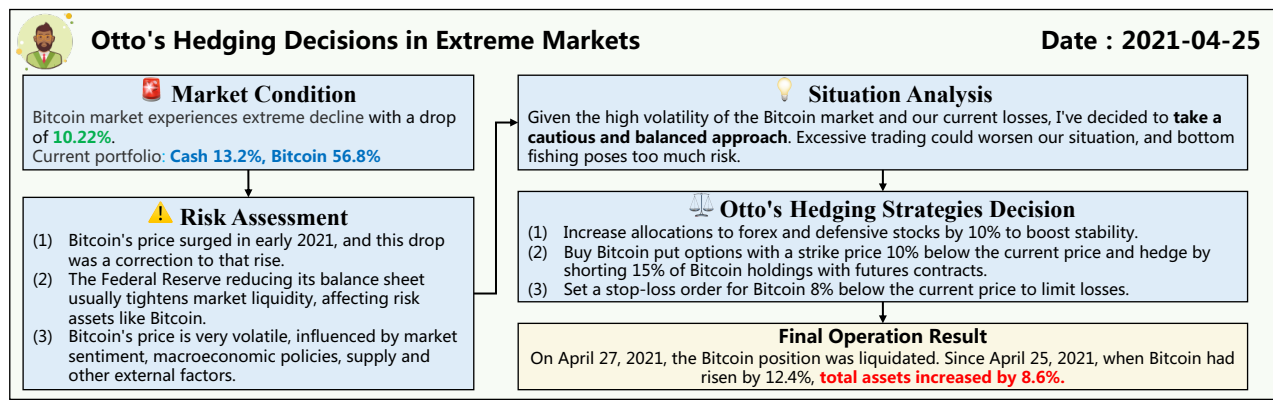 Otto's Hedging Decisions in Extreme Markets
Date : 2021-04-25
Market Condition
Bitcoin market experiences extreme decline with a drop
of 10.22%.
Current portfolio: Cash 13.2%, Bitcoin 56.8%
Risk Assessment
(1) Bitcoin's price surged in early 2021, and this drop
was a correction to that rise.
(2) The Federal Reserve reducing its balance sheet
usually tightens market liquidity, affecting risk
assets like Bitcoin.
(3) Bitcoin's price is very volatile, influenced by market
sentiment, macroeconomic policies, supply and
other external factors.
Situation Analysis
Given the high volatility of the Bitcoin market and our current losses, I've decided to take a
cautious and balanced approach. Excessive trading could worsen our situation, and bottom
fishing poses too much risk.
Otto's Hedging Strategies Decision
(1) Increase allocations to forex and defensive stocks by 10% to boost stability.
(2) Buy Bitcoin put options with a strike price 10% below the current price and hedge by
shorting 15% of Bitcoin holdings with futures contracts.
(3) Set a stop-loss order for Bitcoin 8% below the current price to limit losses.
Final Operation Result
On April 27, 2021, the Bitcoin position was liquidated. Since April 25, 2021, when Bitcoin had
risen by 12.4%, total assets increased by 8.6%.